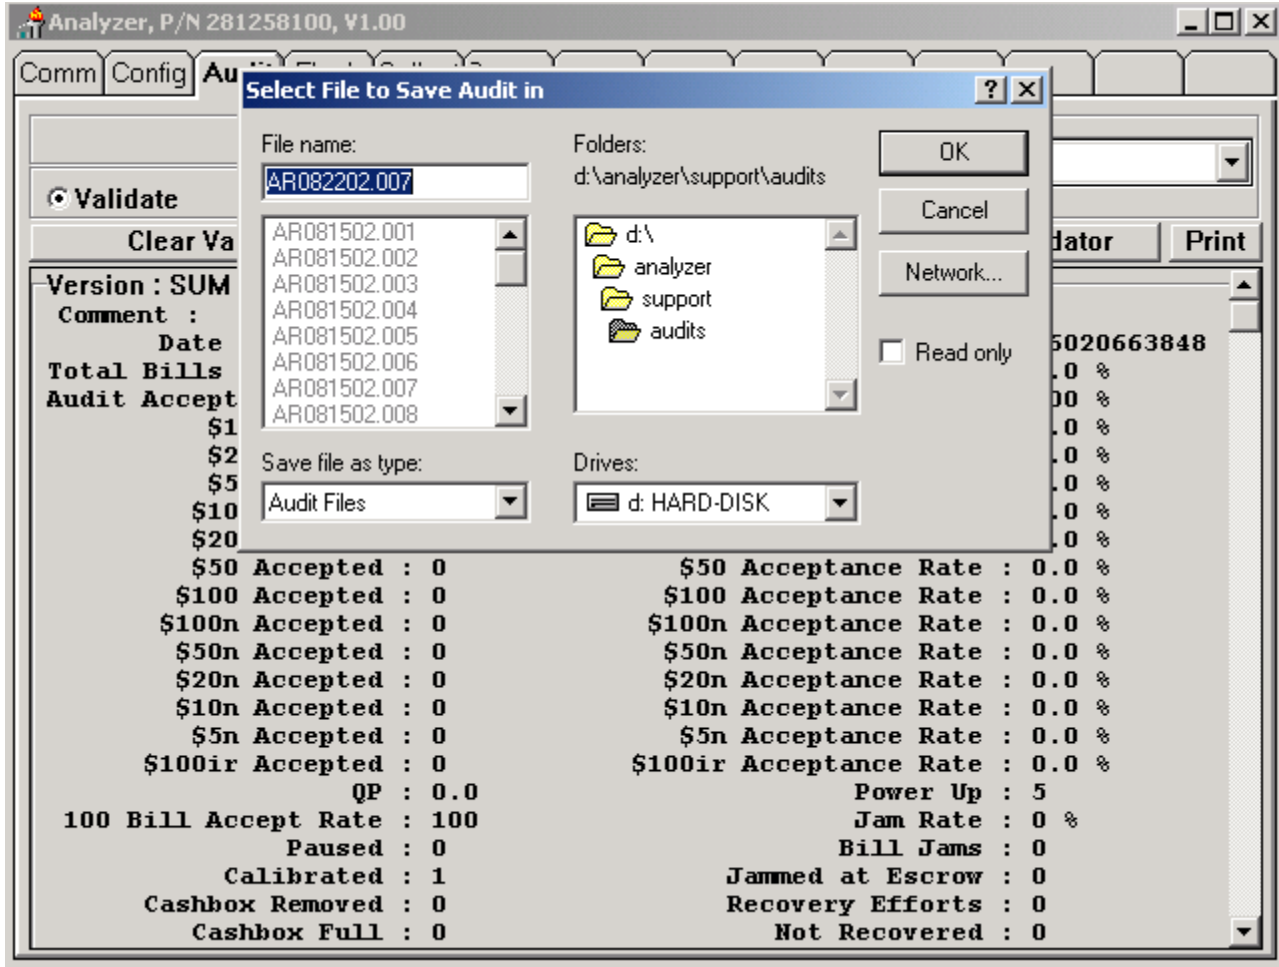 Analyzer, P/N 281258100, V1.00
Comm Config Au
Select File to Save Audit in
File name:
AR082202.007
AR081502.001
AR081502.002
AR081502.003
AR081502.004
AR081502.005
AR081502.006
AR081502.007
AR081502.008
Save file as type:
Audit Files
Folders:
d:\analyzer\support\audits
d:\
analyzer
support
audits
Drives:
d: HARD-DISK
OK
Cancel
Network...
Read only
Validate
Clear Va
dator Print
Version : SUM
Comment :
Date 5020663848
Total Bills .0 %
Audit Accept 00 %
$1 .0 %
$2 .0 %
$5 .0 %
$10 .0 %
$20 .0 %
$50 Accepted : 0 $50 Acceptance Rate : 0.0 %
$100 Accepted : 0 $100 Acceptance Rate : 0.0 %
$100n Accepted : 0 $100n Acceptance Rate : 0.0 %
$50n Accepted : 0 $50n Acceptance Rate : 0.0 %
$20n Accepted : 0 $20n Acceptance Rate : 0.0 %
$10n Accepted : 0 $10n Acceptance Rate : 0.0 %
$5n Accepted : 0 $5n Acceptance Rate : 0.0 %
$100ir Accepted : 0 $100ir Acceptance Rate : 0.0 %
QP : 0.0 Power Up : 5
100 Bill Accept Rate : 100 Jam Rate : 0 %
Paused : 0 Bill Jams : 0
Calibrated : 1 Jammed at Escrow : 0
Cashbox Removed : 0 Recovery Efforts : 0
Cashbox Full : 0 Not Recovered : 0